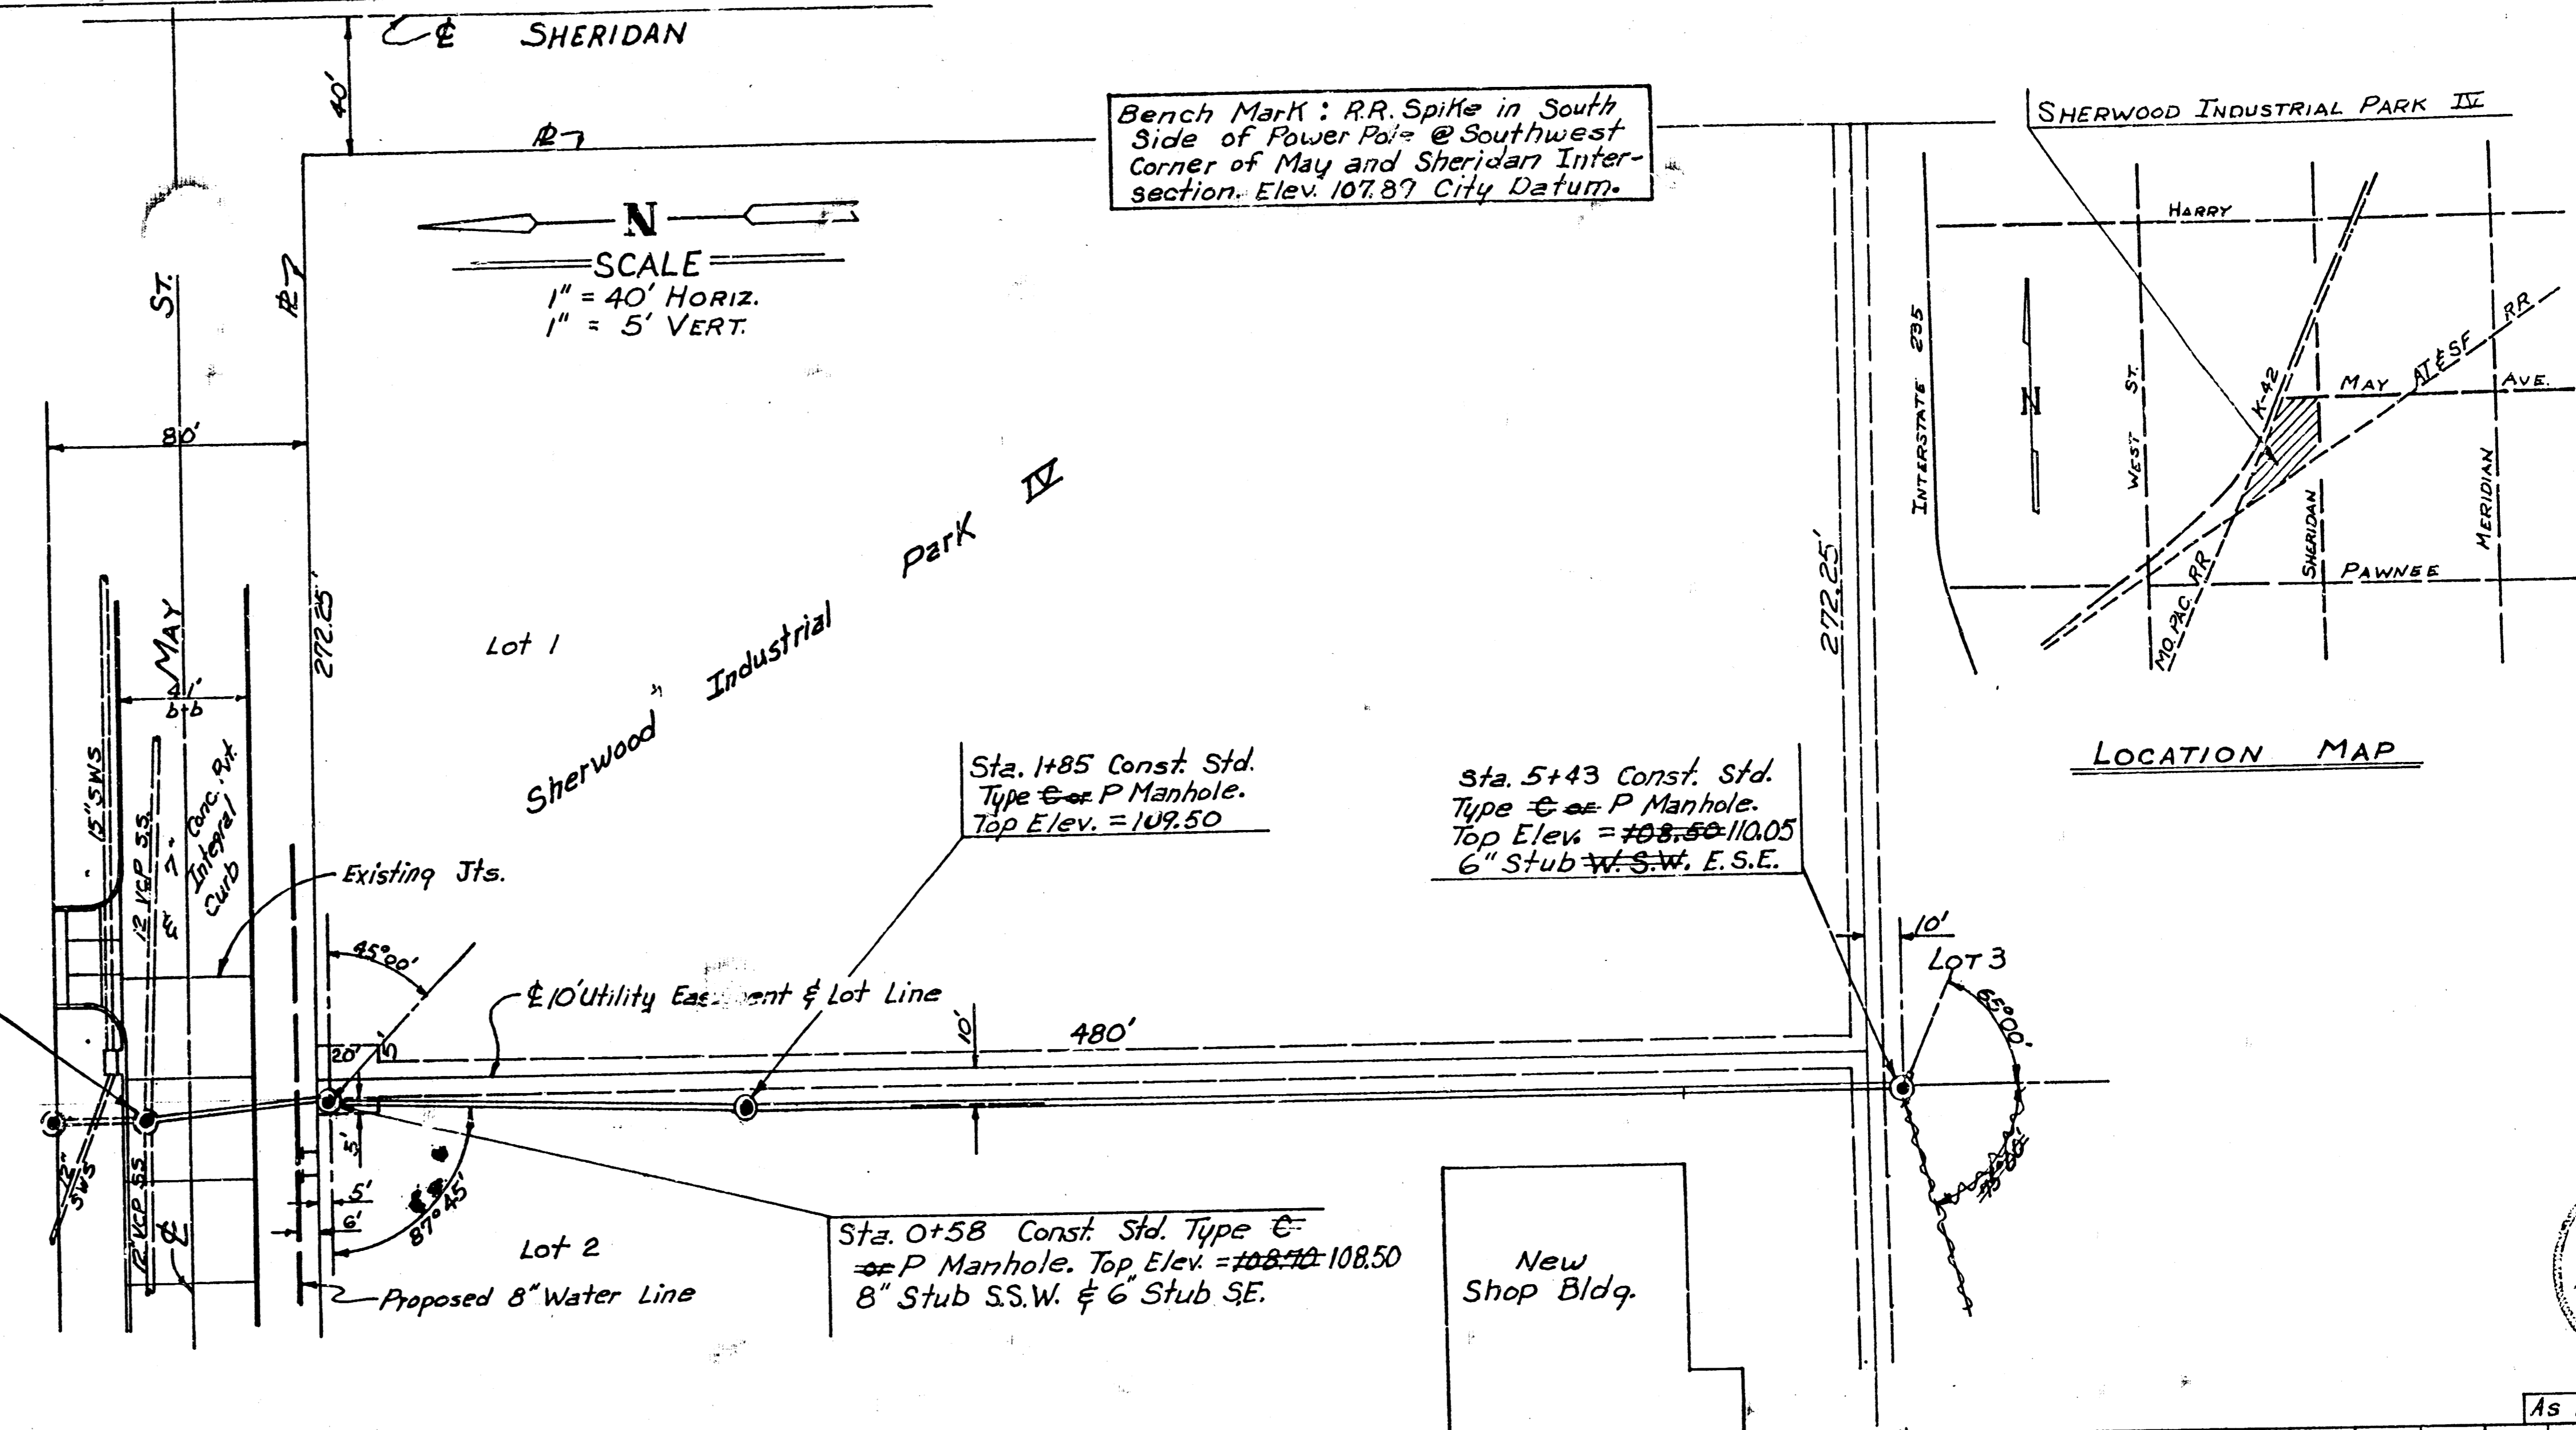 ℄ SHERIDAN
40'
Bench Mark : R.R. Spike in South
Side of Power Pole @ Southwest
Corner of May and Sheridan Inter-
section. Elev. 107.87 City Datum.
SHERWOOD INDUSTRIAL PARK IV
N
SCALE
1" = 40' HORIZ.
1" = 5' VERT.
ST.
MAY
80'
272.25'
Lot 1
Sherwood Industrial Park IV
272.25'
HARRY
INTERSTATE 235
WEST ST.
N
K-42
MAY AVE.
AT&SF RR
MO. PAC. RR
SHERIDAN
MERIDIAN
PAWNEE
LOCATION MAP
41'
b-b
15" SWS
12" VCP S.S.
7" Conc. Pvt.
Integral
Curb
Existing Jts.
Sta. 1+85 Const. Std.
Type C or P Manhole.
Top Elev. = 109.50
Sta. 5+43 Const. Std.
Type C or P Manhole.
Top Elev. = 108.50 110.05
6" Stub W.S.W. E.S.E.
10'
LOT 3
65°00'
45°00'
℄ 10' Utility Easement & Lot Line
20'
5'
10'
480'
5'
5'
6'
87°45'
12" SWS
12" VCP S.S.
℄
Lot 2
Proposed 8" Water Line
Sta. 0+58 Const. Std. Type C
or P Manhole. Top Elev. = 108.70 108.50
8" Stub S.S.W. & 6" Stub S.E.
New
Shop Bldg.
As